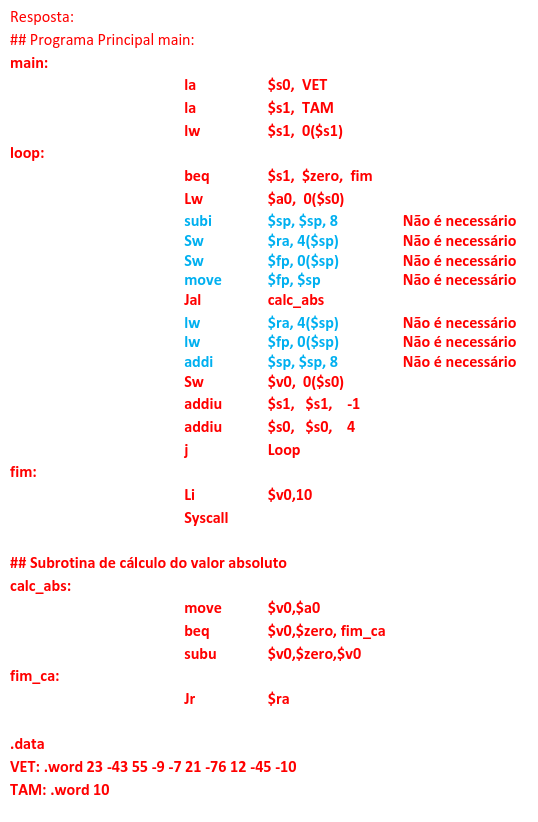 Resposta:
## Programa Principal main:
main:
la $s0, VET
la $s1, TAM
lw $s1, 0($s1)
loop:
beq $s1, $zero, fim
Lw $a0, 0($s0)
subi $sp, $sp, 8 Não é necessário
Sw $ra, 4($sp) Não é necessário
Sw $fp, 0($sp) Não é necessário
move $fp, $sp Não é necessário
Jal calc_abs
lw $ra, 4($sp) Não é necessário
lw $fp, 0($sp) Não é necessário
addi $sp, $sp, 8 Não é necessário
Sw $v0, 0($s0)
addiu $s1, $s1, -1
addiu $s0, $s0, 4
j Loop
fim:
Li $v0,10
Syscall
## Subrotina de cálculo do valor absoluto
calc_abs:
move $v0,$a0
beq $v0,$zero, fim_ca
subu $v0,$zero,$v0
fim_ca:
Jr $ra
.data
VET: .word 23 -43 55 -9 -7 21 -76 12 -45 -10
TAM: .word 10